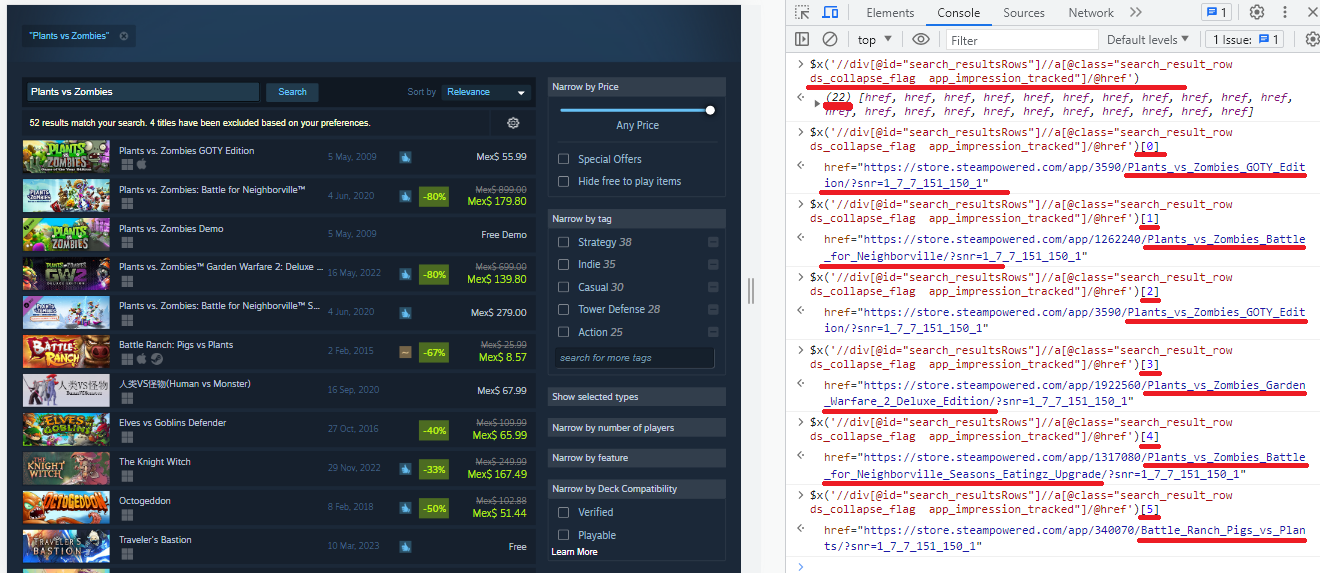 "Plants vs Zombies"
Plants vs Zombies
Search
Sort by
Relevance
52 results match your search. 4 titles have been excluded based on your preferences.
Plants vs. Zombies GOTY Edition
5 May, 2009
Mex$ 55.99
Plants vs. Zombies: Battle for Neighborville™
4 Jun, 2020
-80%
Mex$ 899.00
Mex$ 179.80
Plants vs. Zombies Demo
5 May, 2009
Free Demo
Plants vs. Zombies™ Garden Warfare 2: Deluxe ...
16 May, 2022
-80%
Mex$ 699.00
Mex$ 139.80
Plants vs. Zombies: Battle for Neighborville™ S...
4 Jun, 2020
Mex$ 279.00
Battle Ranch: Pigs vs Plants
2 Feb, 2015
-67%
Mex$ 25.99
Mex$ 8.57
人类VS怪物(Human vs Monster)
16 Sep, 2020
Mex$ 67.99
Elves vs Goblins Defender
27 Oct, 2016
-40%
Mex$ 109.99
Mex$ 65.99
The Knight Witch
29 Nov, 2022
-33%
Mex$ 249.99
Mex$ 167.49
Octogeddon
8 Feb, 2018
-50%
Mex$ 102.88
Mex$ 51.44
Traveler's Bastion
10 Mar, 2023
Free
Narrow by Price
Any Price
Special Offers
Hide free to play items
Narrow by tag
Strategy 38
Indie 35
Casual 30
Tower Defense 28
Action 25
search for more tags
Show selected types
Narrow by number of players
Narrow by feature
Narrow by Deck Compatibility
Verified
Playable
Learn More
Elements Console Sources Network 1
top Filter Default levels 1 Issue: 1
$x('//div[@id="search_resultsRows"]//a[@class="search_result_row
ds_collapse_flag  app_impression_tracked"]/@href')
(22) [href, href, href, href, href, href, href, href, href, href, href,
href, href, href, href, href, href, href, href, href, href, href]
$x('//div[@id="search_resultsRows"]//a[@class="search_result_row
ds_collapse_flag  app_impression_tracked"]/@href')[0]
href="https://store.steampowered.com/app/3590/Plants_vs_Zombies_GOTY_Edit
ion/?snr=1_7_7_151_150_1"
$x('//div[@id="search_resultsRows"]//a[@class="search_result_row
ds_collapse_flag  app_impression_tracked"]/@href')[1]
href="https://store.steampowered.com/app/1262240/Plants_vs_Zombies_Battle
_for_Neighborville/?snr=1_7_7_151_150_1"
$x('//div[@id="search_resultsRows"]//a[@class="search_result_row
ds_collapse_flag  app_impression_tracked"]/@href')[2]
href="https://store.steampowered.com/app/3590/Plants_vs_Zombies_GOTY_Edit
ion/?snr=1_7_7_151_150_1"
$x('//div[@id="search_resultsRows"]//a[@class="search_result_row
ds_collapse_flag  app_impression_tracked"]/@href')[3]
href="https://store.steampowered.com/app/1922560/Plants_vs_Zombies_Garden
_Warfare_2_Deluxe_Edition/?snr=1_7_7_151_150_1"
$x('//div[@id="search_resultsRows"]//a[@class="search_result_row
ds_collapse_flag  app_impression_tracked"]/@href')[4]
href="https://store.steampowered.com/app/1317080/Plants_vs_Zombies_Battle
_for_Neighborville_Seasons_Eatingz_Upgrade/?snr=1_7_7_151_150_1"
$x('//div[@id="search_resultsRows"]//a[@class="search_result_row
ds_collapse_flag  app_impression_tracked"]/@href')[5]
href="https://store.steampowered.com/app/340070/Battle_Ranch_Pigs_vs_Plan
ts/?snr=1_7_7_151_150_1"